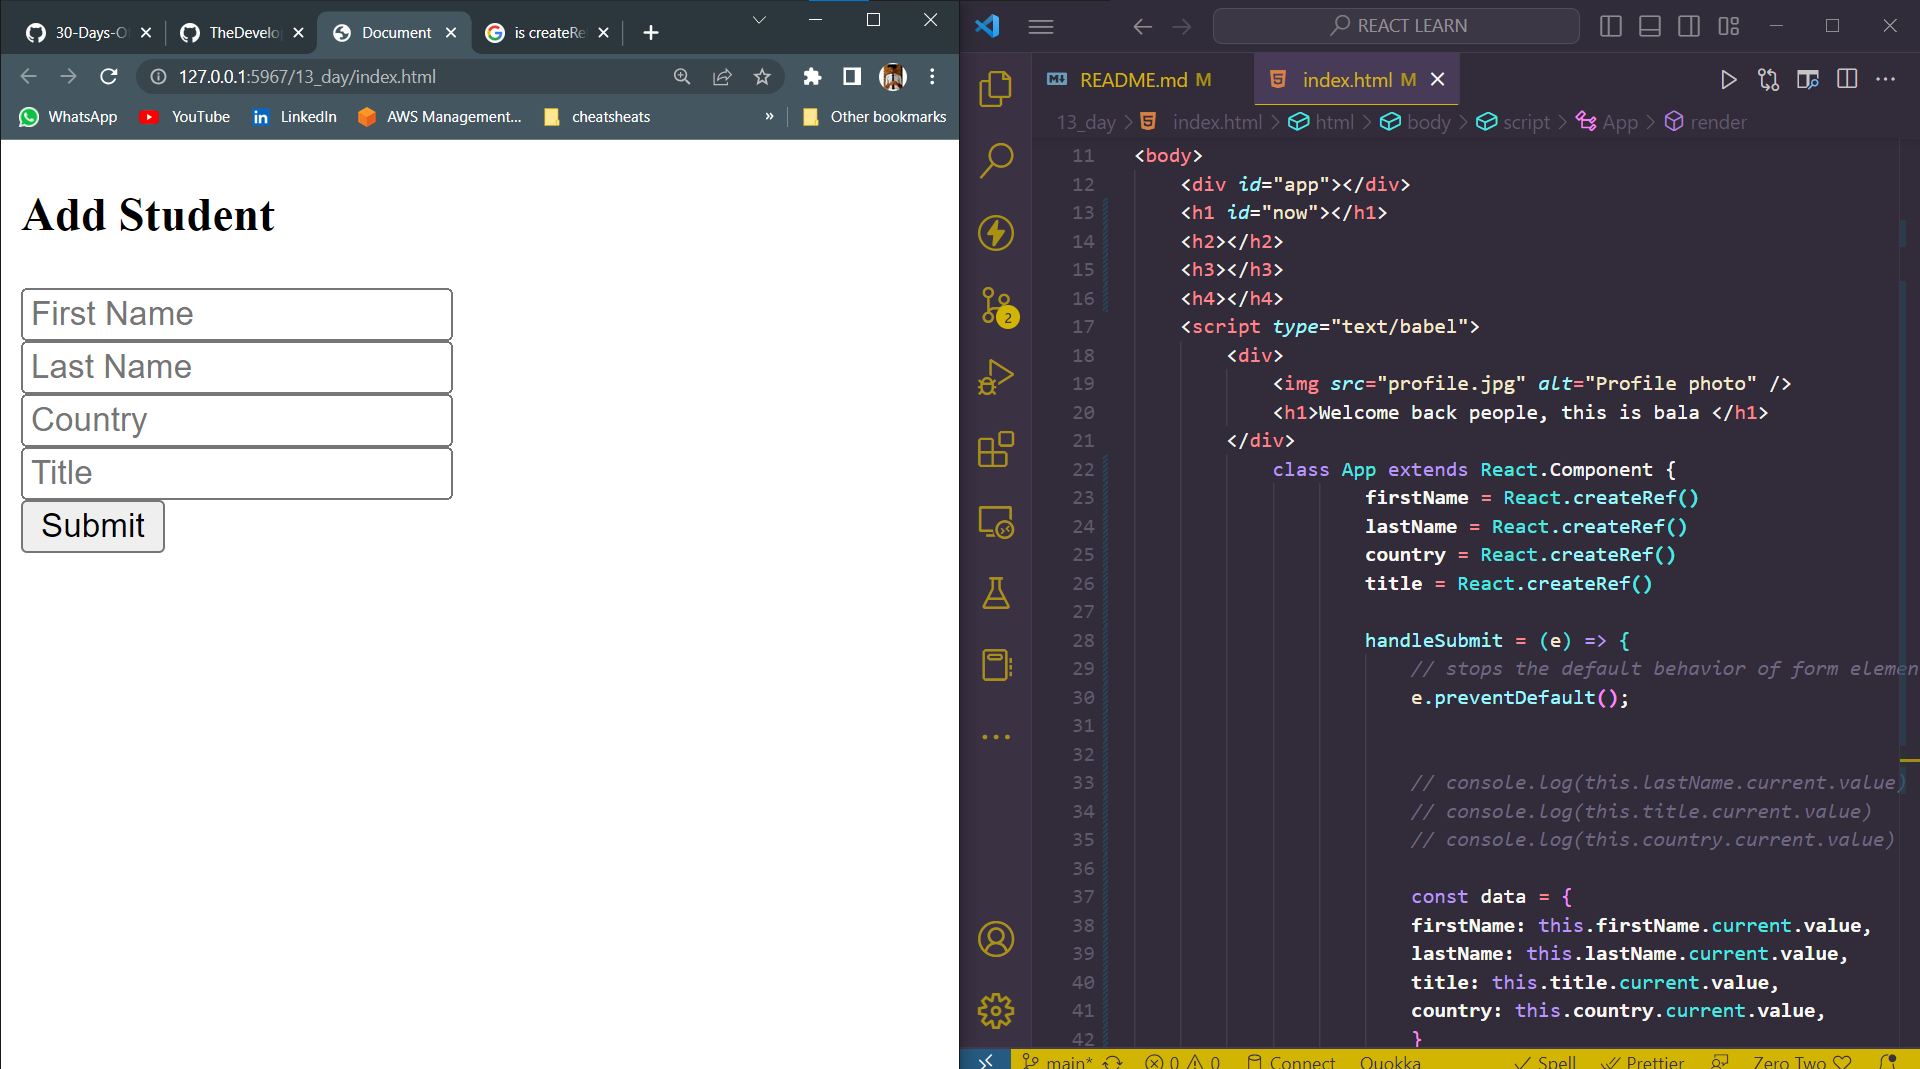 30-Days-O
TheDevelo
Document
is createRe
127.0.0.1:5967/13_day/index.html
WhatsApp
YouTube
LinkedIn
AWS Management...
cheatsheats
»
Other bookmarks
Add Student
First Name
Last Name
Country
Title
Submit
REACT LEARN
README.md M
index.html M
13_day > index.html > html > body > script > App > render
11 <body>
12 <div id="app"></div>
13 <h1 id="now"></h1>
14 <h2></h2>
15 <h3></h3>
16 <h4></h4>
17 <script type="text/babel">
18 <div>
19 <img src="profile.jpg" alt="Profile photo" />
20 <h1>Welcome back people, this is bala </h1>
21 </div>
22 class App extends React.Component {
23 firstName = React.createRef()
24 lastName = React.createRef()
25 country = React.createRef()
26 title = React.createRef()
27
28 handleSubmit = (e) => {
29 // stops the default behavior of form elemen
30 e.preventDefault();
31
32
33 // console.log(this.lastName.current.value)
34 // console.log(this.title.current.value)
35 // console.log(this.country.current.value)
36
37 const data = {
38 firstName: this.firstName.current.value,
39 lastName: this.lastName.current.value,
40 title: this.title.current.value,
41 country: this.country.current.value,
42 }
2
main* 0 0 Connect Quokka Spell Prettier Zero Two